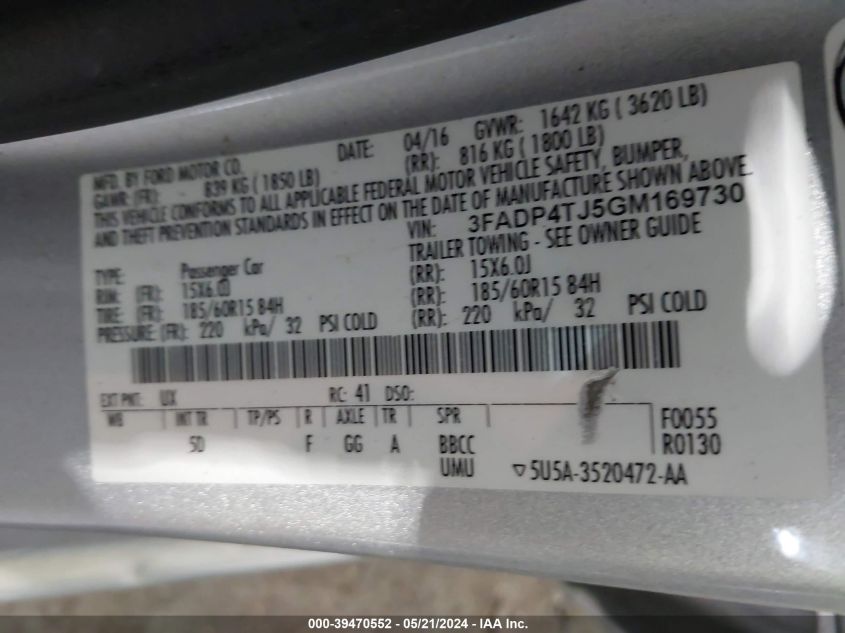 MFD. BY FORD MOTOR CO. DATE: 04/16 GVWR: 1642 KG ( 3620 LB)
GAWR: (FR): 839 KG ( 1850 LB) (RR): 816 KG ( 1800 LB)
THIS VEHICLE CONFORMS TO ALL APPLICABLE FEDERAL MOTOR VEHICLE SAFETY, BUMPER,
AND THEFT PREVENTION STANDARDS IN EFFECT ON THE DATE OF MANUFACTURE SHOWN ABOVE.
VIN: 3FADP4TJ5GM169730
TYPE: Passenger Car TRAILER TOWING - SEE OWNER GUIDE
RIM: (FR): 15X6.0J (RR): 15X6.0J
TIRE: (FR): 185/60R15 84H (RR): 185/60R15 84H
PRESSURE: (FR): 220 kPa/ 32 PSI COLD (RR): 220 kPa/ 32 PSI COLD
EXT PNT: UX RC: 41 DSO:
WB INT TR TP/PS R AXLE TR SPR F0055
5D F GG A BBCC R0130
UMU ▽5U5A-3520472-AA
000-39470552 / 05/21/2024 - IAA Inc.